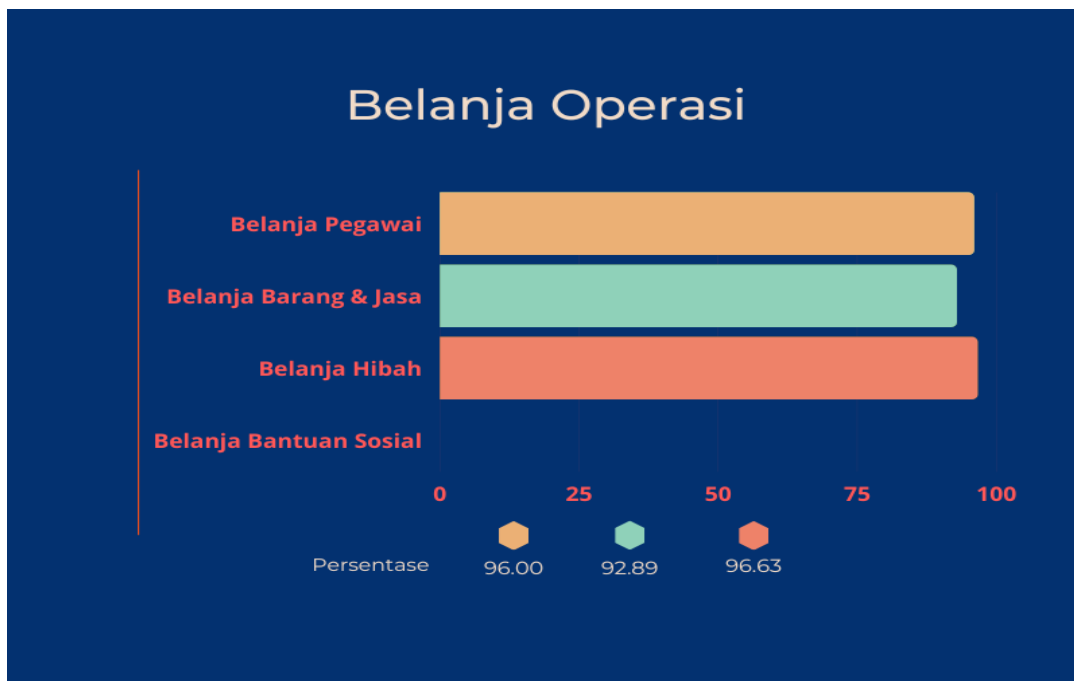 Belanja Operasi
Belanja Pegawai
Belanja Barang & Jasa
Belanja Hibah
Belanja Bantuan Sosial
0 25 50 75 100
Persentase 96.00 92.89 96.63